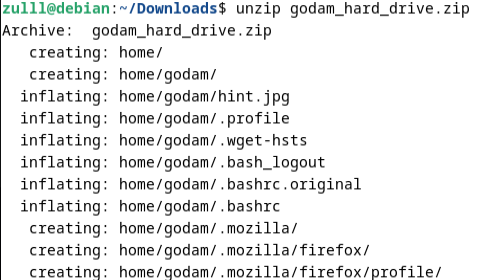 zulll@debian:~/Downloads$ unzip godam_hard_drive.zip
Archive:  godam_hard_drive.zip
   creating: home/
   creating: home/godam/
  inflating: home/godam/hint.jpg
  inflating: home/godam/.profile
  inflating: home/godam/.wget-hsts
  inflating: home/godam/.bash_logout
  inflating: home/godam/.bashrc.original
  inflating: home/godam/.bashrc
   creating: home/godam/.mozilla/
   creating: home/godam/.mozilla/firefox/
   creating: home/godam/.mozilla/firefox/profile/